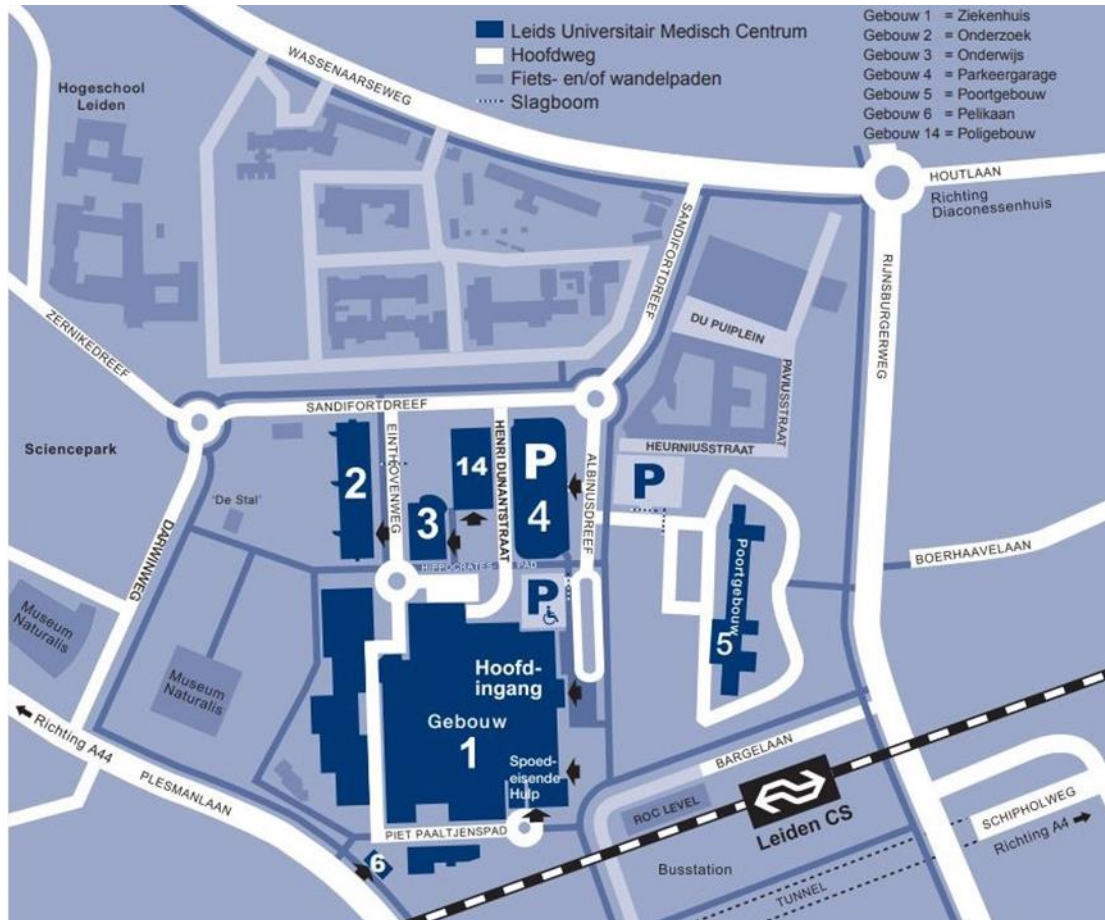 Leids Universitair Medisch Centrum
Hoofdweg
Fiets- en/of wandelpaden
Slagboom
Gebouw 1 = Ziekenhuis
Gebouw 2 = Onderzoek
Gebouw 3 = Onderwijs
Gebouw 4 = Parkeergarage
Gebouw 5 = Poortgebouw
Gebouw 6 = Pelikaan
Gebouw 14 = Poligebouw
WASSENAARSEWEG
Hogeschool
Leiden
HOUTLAAN
Richting
Diaconessenhuis
SANDIFORTDREEF
RIJNSBURGERWEG
DU PUIPLEIN
PAVIUSSTRAAT
ZERNIKEDREEF
SANDIFORTDREEF
HEURNIUSSTRAAT
Sciencepark
EINTHOVENWEG
HENRI DUNANTSTRAAT
ALBINUSDREEF
P
4
P
14
2
3
'De Stal'
DARWINWEG
HIPPOCRATES PAD
P
BOERHAAVELAAN
Poortgebouw
5
Museum
Naturalis
Museum
Naturalis
Hoofd-
ingang
Gebouw
1
Spoed-
eisende
Hulp
Richting A44
PLESMANLAAN
BARGELAAN
ROC LEVEL
Leiden CS
SCHIPHOLWEG
Richting A4
PIET PAALTJENSPAD
6
Busstation
TUNNEL